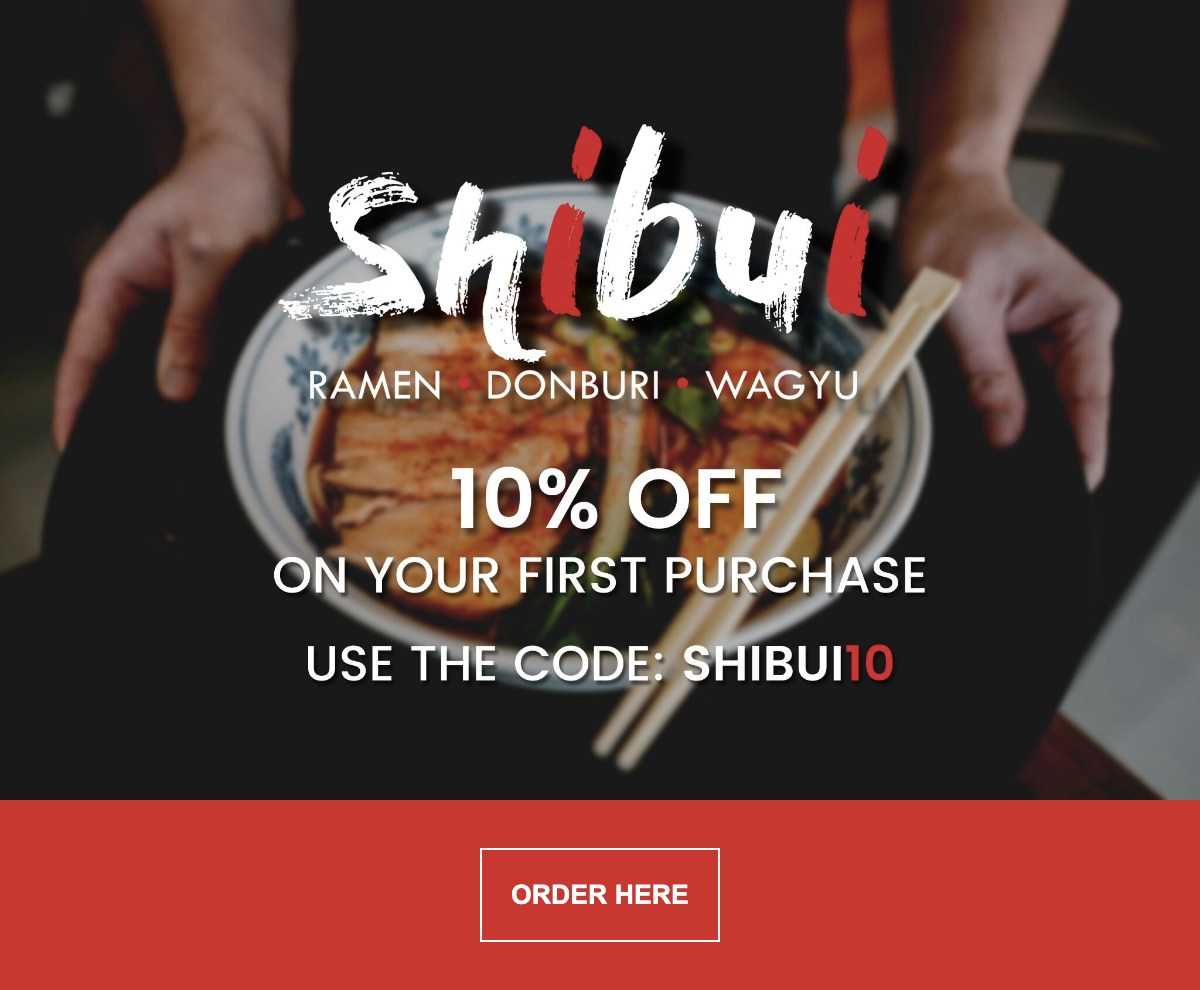 Shibui
RAMEN • DONBURI • WAGYU
10% OFF
ON YOUR FIRST PURCHASE
USE THE CODE: SHIBUI10
ORDER HERE